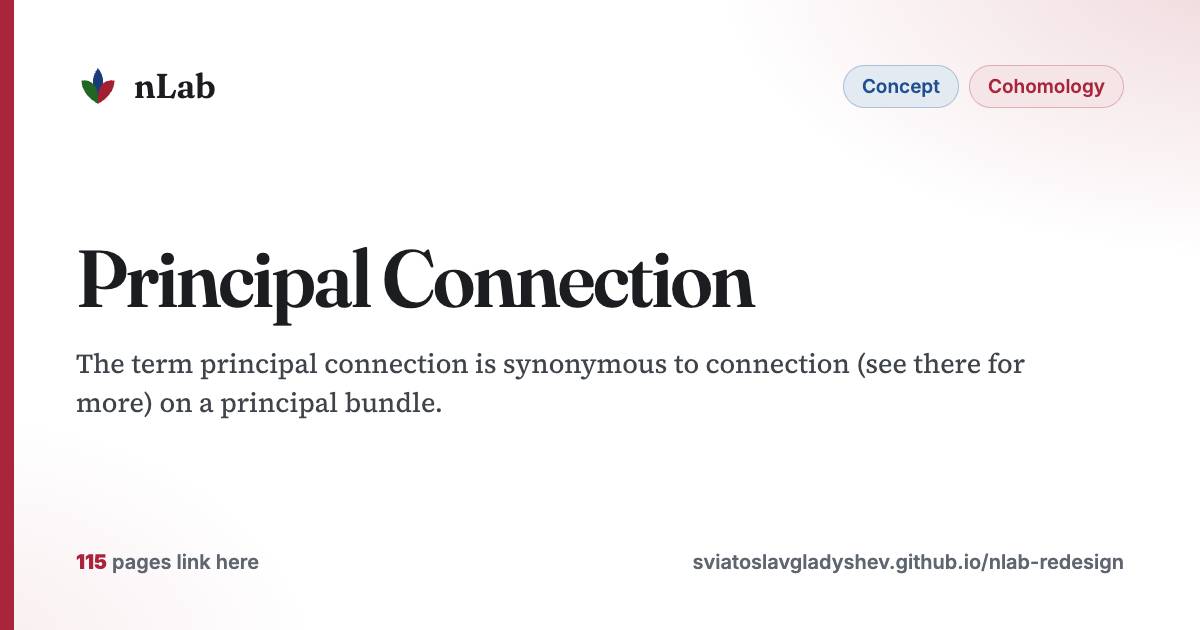 nLab
Concept
Cohomology
Principal Connection
The term principal connection is synonymous to connection (see there for
more) on a principal bundle.
115 pages link here
sviatoslavgladyshev.github.io/nlab-redesign